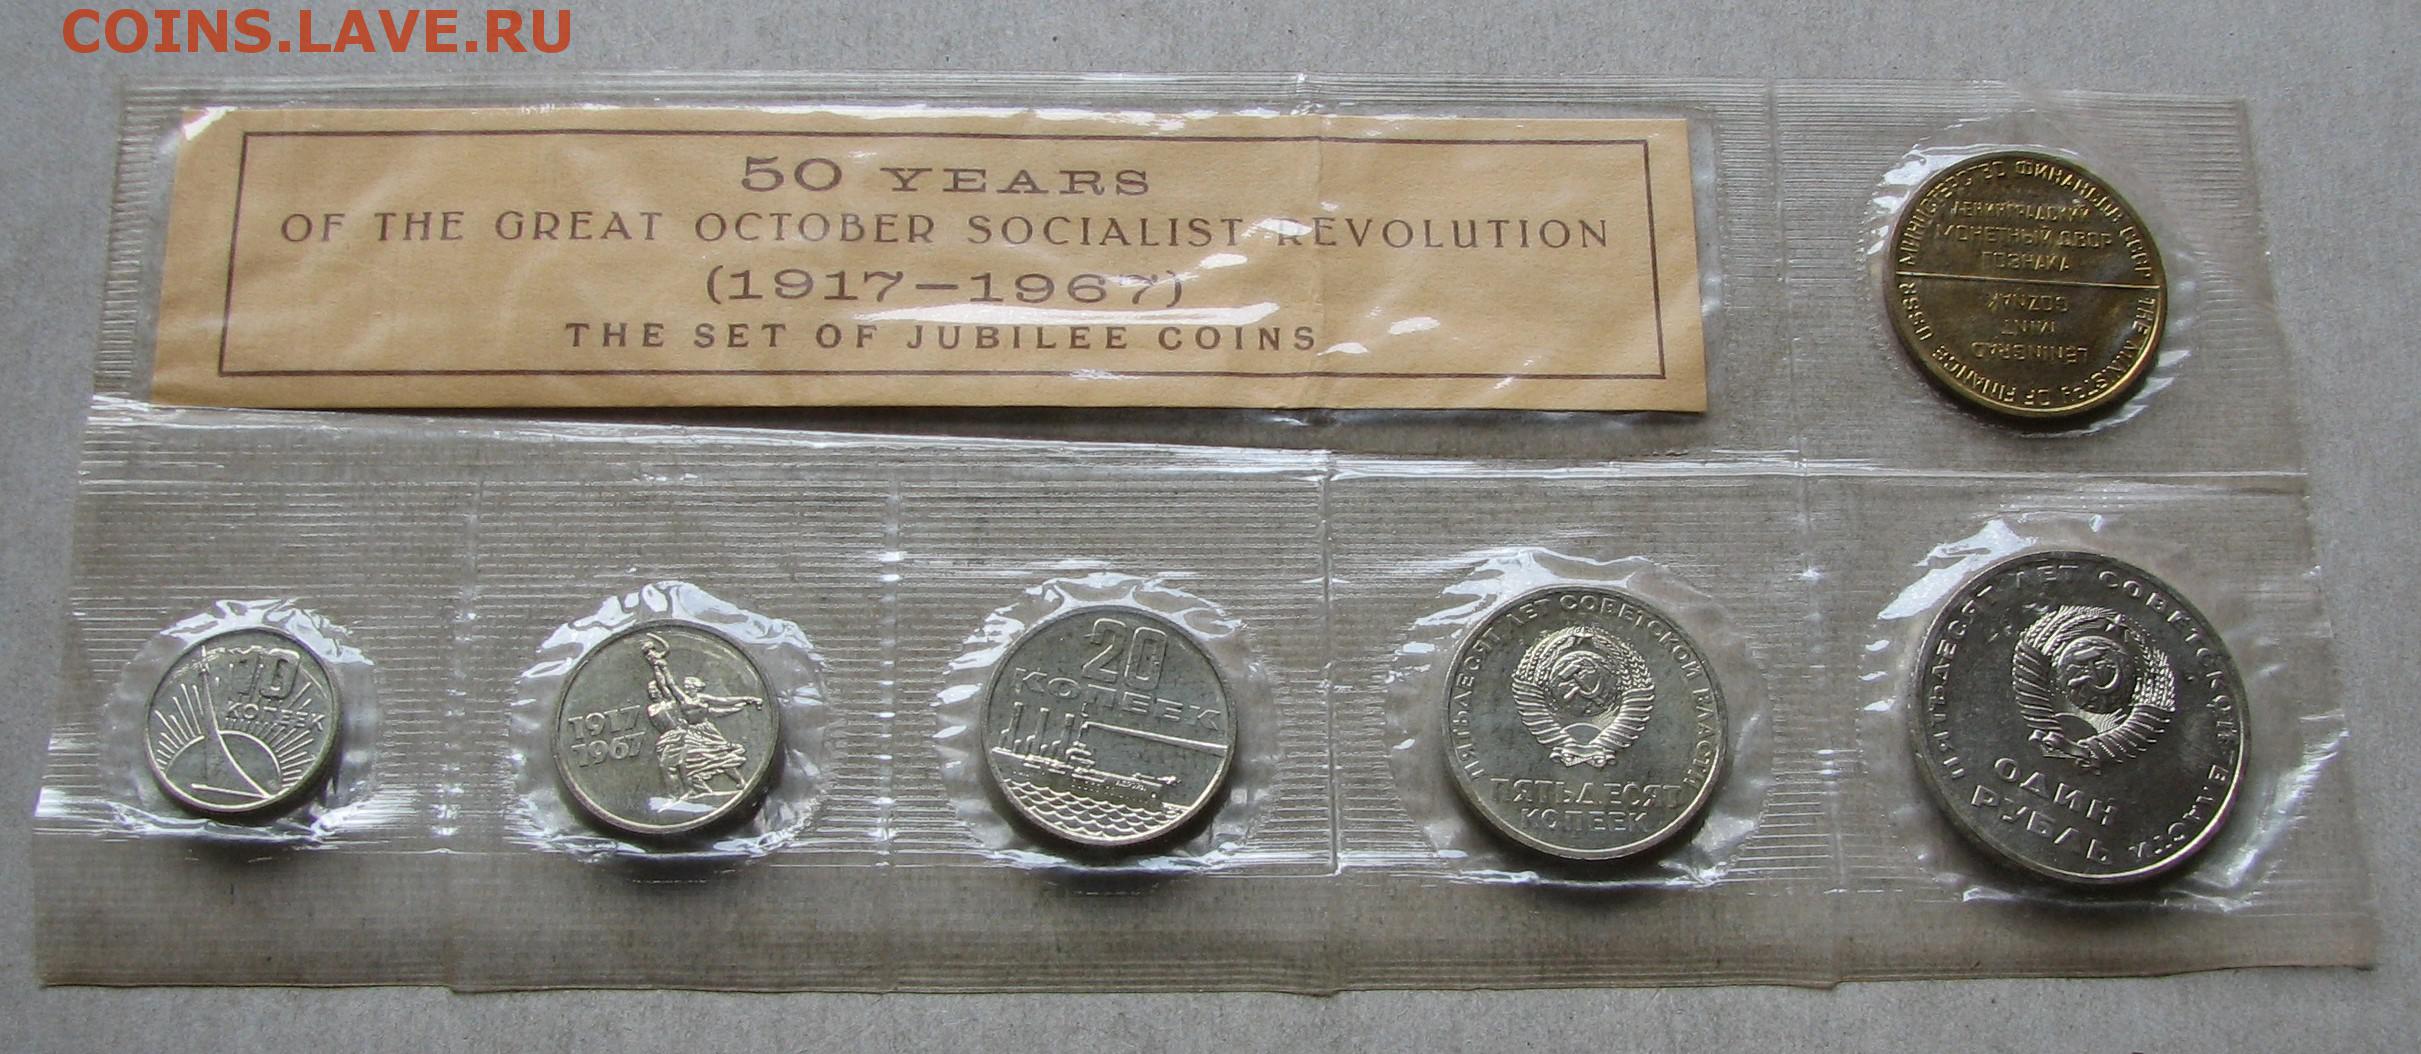 COINS.LAVE.RU
50 YEARS
OF THE GREAT OCTOBER SOCIALIST REVOLUTION
(1917–1967)
THE SET OF JUBILEE COINS
МИНИСТЕРСТВО ФИНАНСОВ СССР
ЛЕНИНГРАДСКИЙ
МОНЕТНЫЙ ДВОР
ГОЗНАКА
GOZNAK
MINT
LENINGRAD
THE MINISTRY OF FINANCE USSR
10
КОПЕЕК
1917
1967
20
КОПЕЕК
ПЯТЬДЕСЯТ ЛЕТ СОВЕТСКОЙ ВЛАСТИ
ПЯТЬДЕСЯТ
КОПЕЕК
ПЯТЬДЕСЯТ ЛЕТ СОВЕТСКОЙ ВЛАСТИ
ОДИН
РУБЛЬ